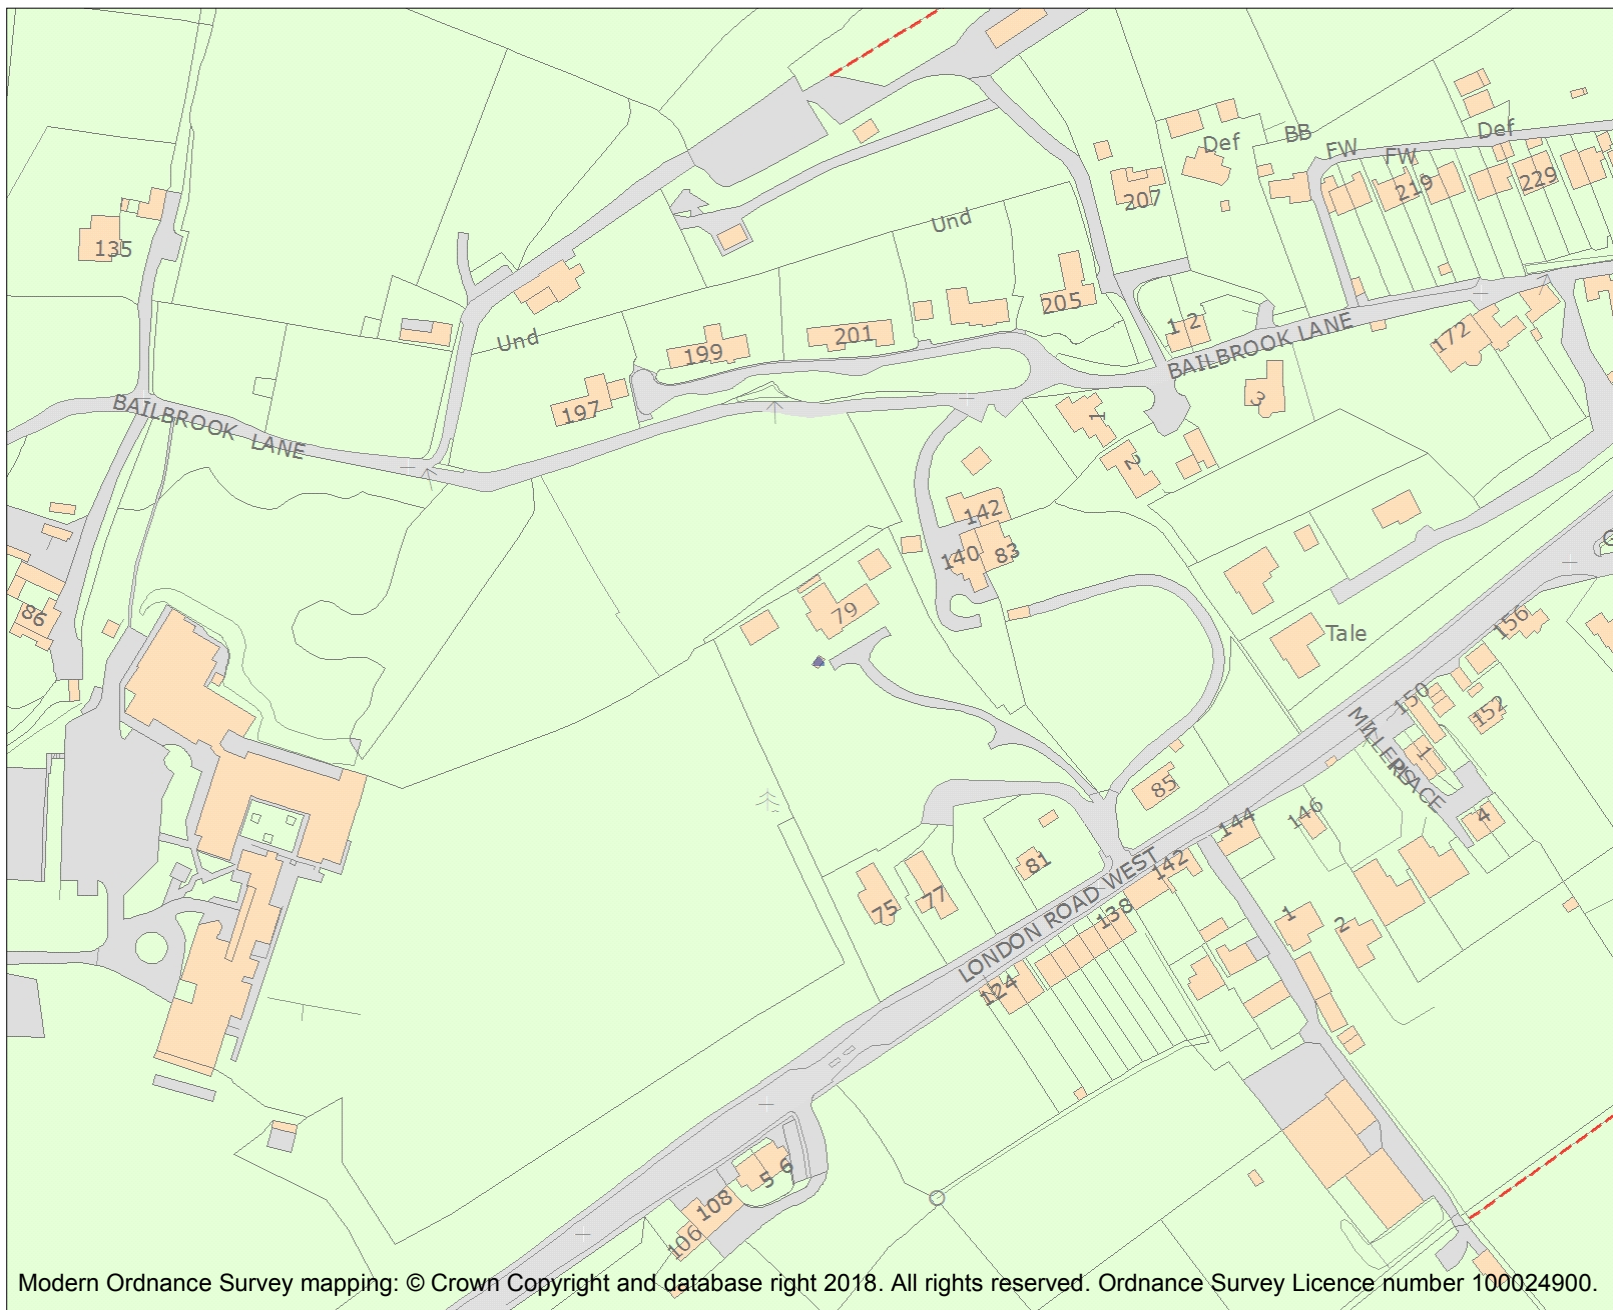 BB
Def
Def
FW
FW
219
229
207
135
Und
205
1 2
Und
201
199
BAILBROOK LANE
172
197
3
1
BAILBROOK LANE
2
142
140
83
86
79
Tale
156
150
152
MILLERS
PLACE
1
85
146
4
144
81
142
LONDON ROAD WEST
77
75
138
1
2
124
5 6
108
106
Modern Ordnance Survey mapping: © Crown Copyright and database right 2018. All rights reserved. Ordnance Survey Licence number 100024900.